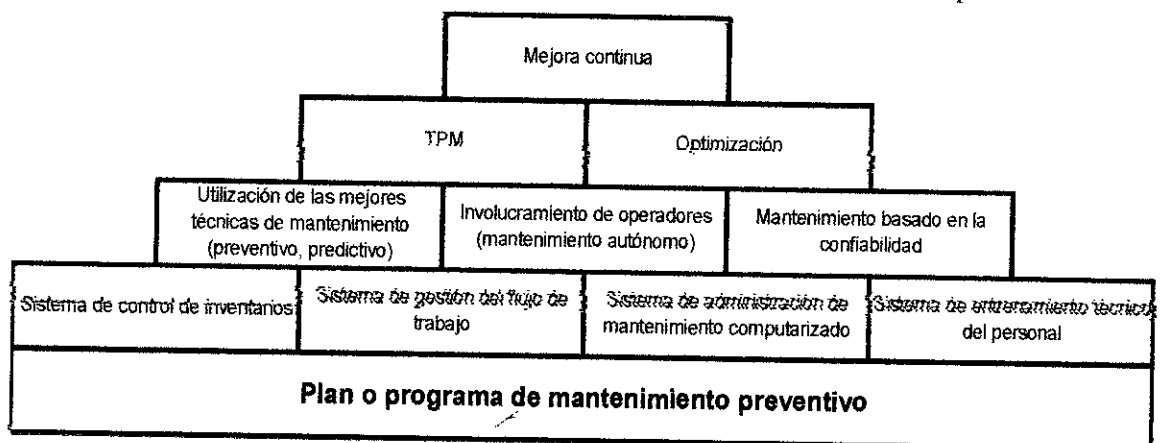 Mejora continua
TPM
Optimización
Utilización de las mejores
técnicas de mantenimiento
(preventivo, predictivo)
Involucramiento de operadores
(mantenimiento autónomo)
Mantenimiento basado en la
confiabilidad
Sistema de control de inventarios
Sistema de gestión del flujo de
trabajo
Sistema de administración de
mantenimiento computarizado
Sistema de entrenamiento técnico
del personal
Plan o programa de mantenimiento preventivo